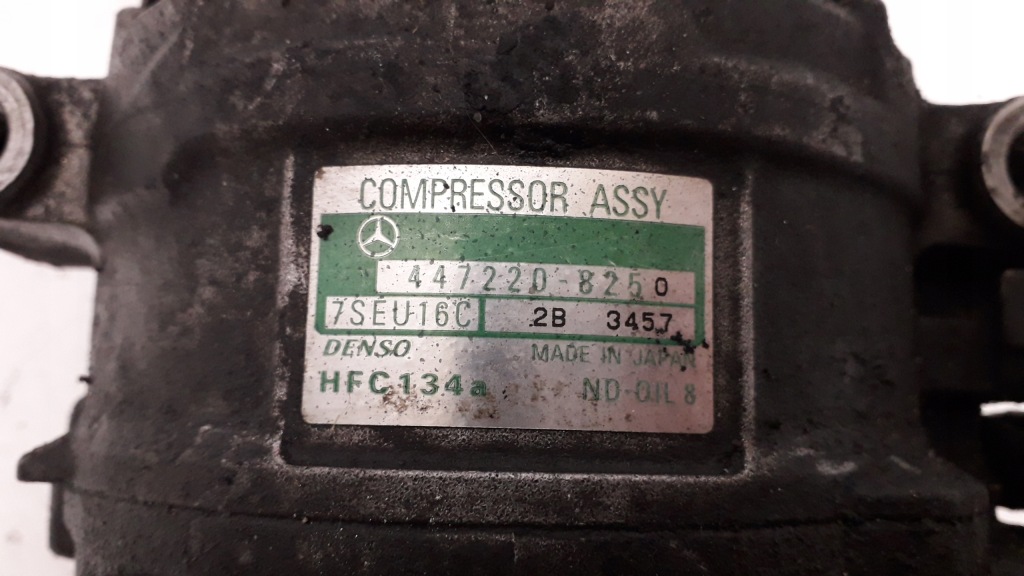 COMPRESSOR ASSY
447220-8250
7SEU16C 2B 3457
DENSO MADE IN JAPAN
HFC134a ND-OIL 8